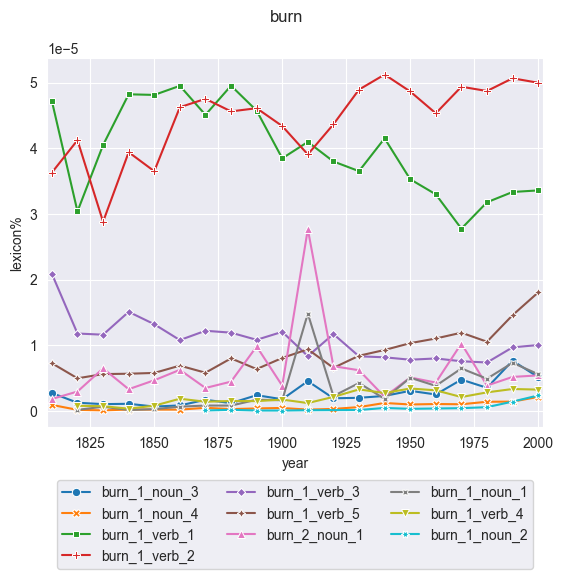 burn
1e−5
5
4
3
2
1
0
lexicon%
1825 1850 1875 1900 1925 1950 1975 2000
year
burn_1_noun_3 burn_1_verb_3 burn_1_noun_1
burn_1_noun_4 burn_1_verb_5 burn_1_verb_4
burn_1_verb_1 burn_2_noun_1 burn_1_noun_2
burn_1_verb_2